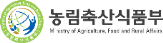 농림축산식품부
Ministry of Agriculture, Food and Rural Affairs